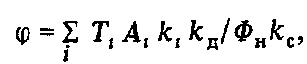 φ = Σ_i T_i A_i k_i k_д / Φ_н k_с,